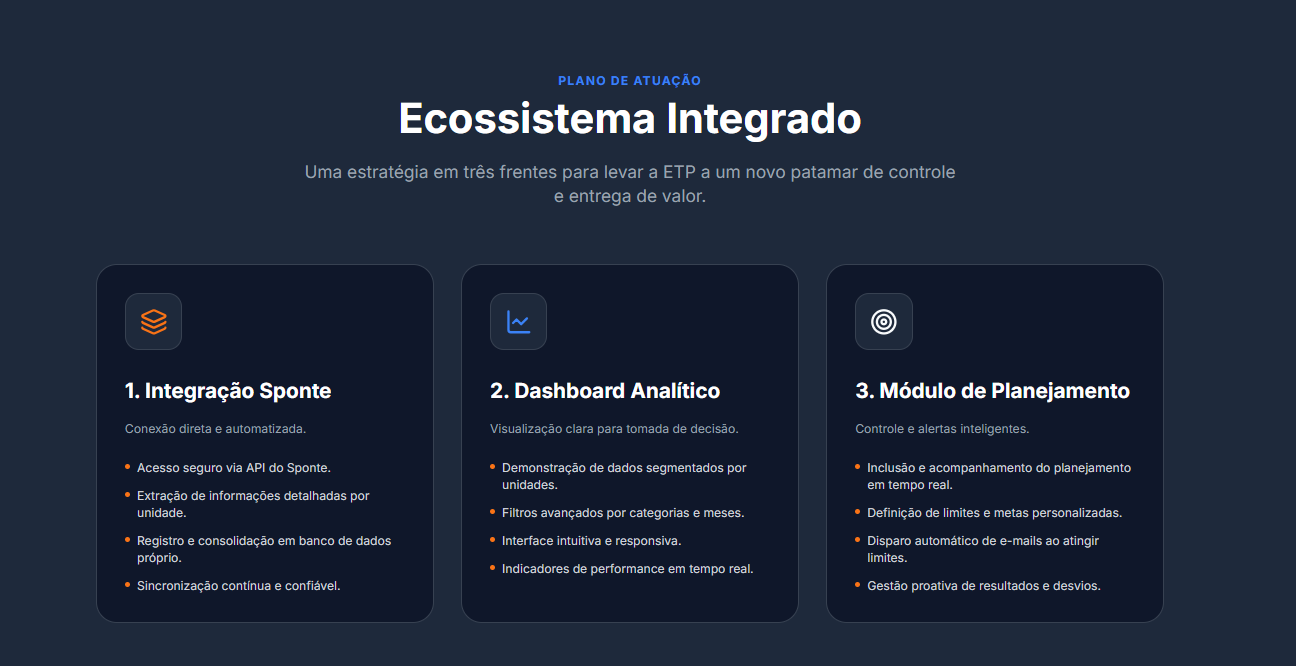 PLANO DE ATUAÇÃO
Ecossistema Integrado
Uma estratégia em três frentes para levar a ETP a um novo patamar de controle
e entrega de valor.
1. Integração Sponte
Conexão direta e automatizada.
Acesso seguro via API do Sponte.
Extração de informações detalhadas por
unidade.
Registro e consolidação em banco de dados
próprio.
Sincronização contínua e confiável.
2. Dashboard Analítico
Visualização clara para tomada de decisão.
Demonstração de dados segmentados por
unidades.
Filtros avançados por categorias e meses.
Interface intuitiva e responsiva.
Indicadores de performance em tempo real.
3. Módulo de Planejamento
Controle e alertas inteligentes.
Inclusão e acompanhamento do planejamento
em tempo real.
Definição de limites e metas personalizadas.
Disparo automático de e-mails ao atingir
limites.
Gestão proativa de resultados e desvios.